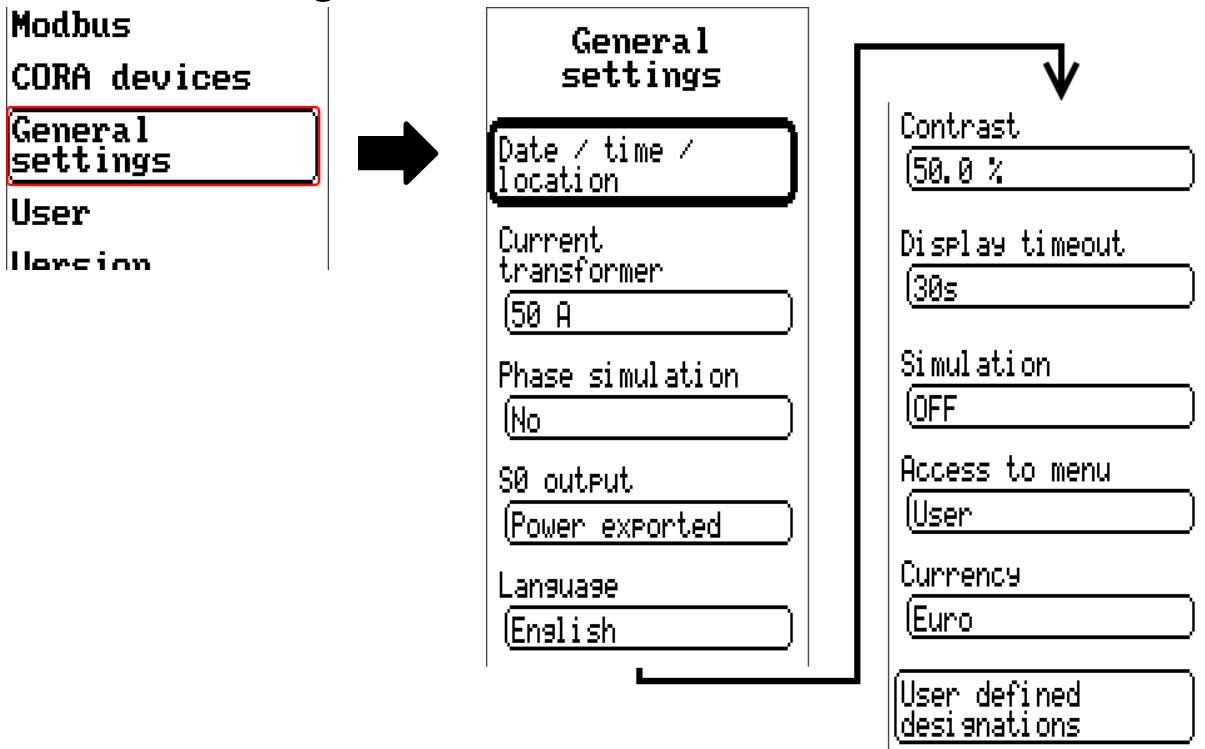 Modbus
CORA devices
General
settings
User
Version
General
settings
Date / time /
location
Current
transformer
50 A
Phase simulation
No
S0 output
Power exported
Language
English
Contrast
50.0 %
Display timeout
30s
Simulation
OFF
Access to menu
User
Currency
Euro
User defined
designations